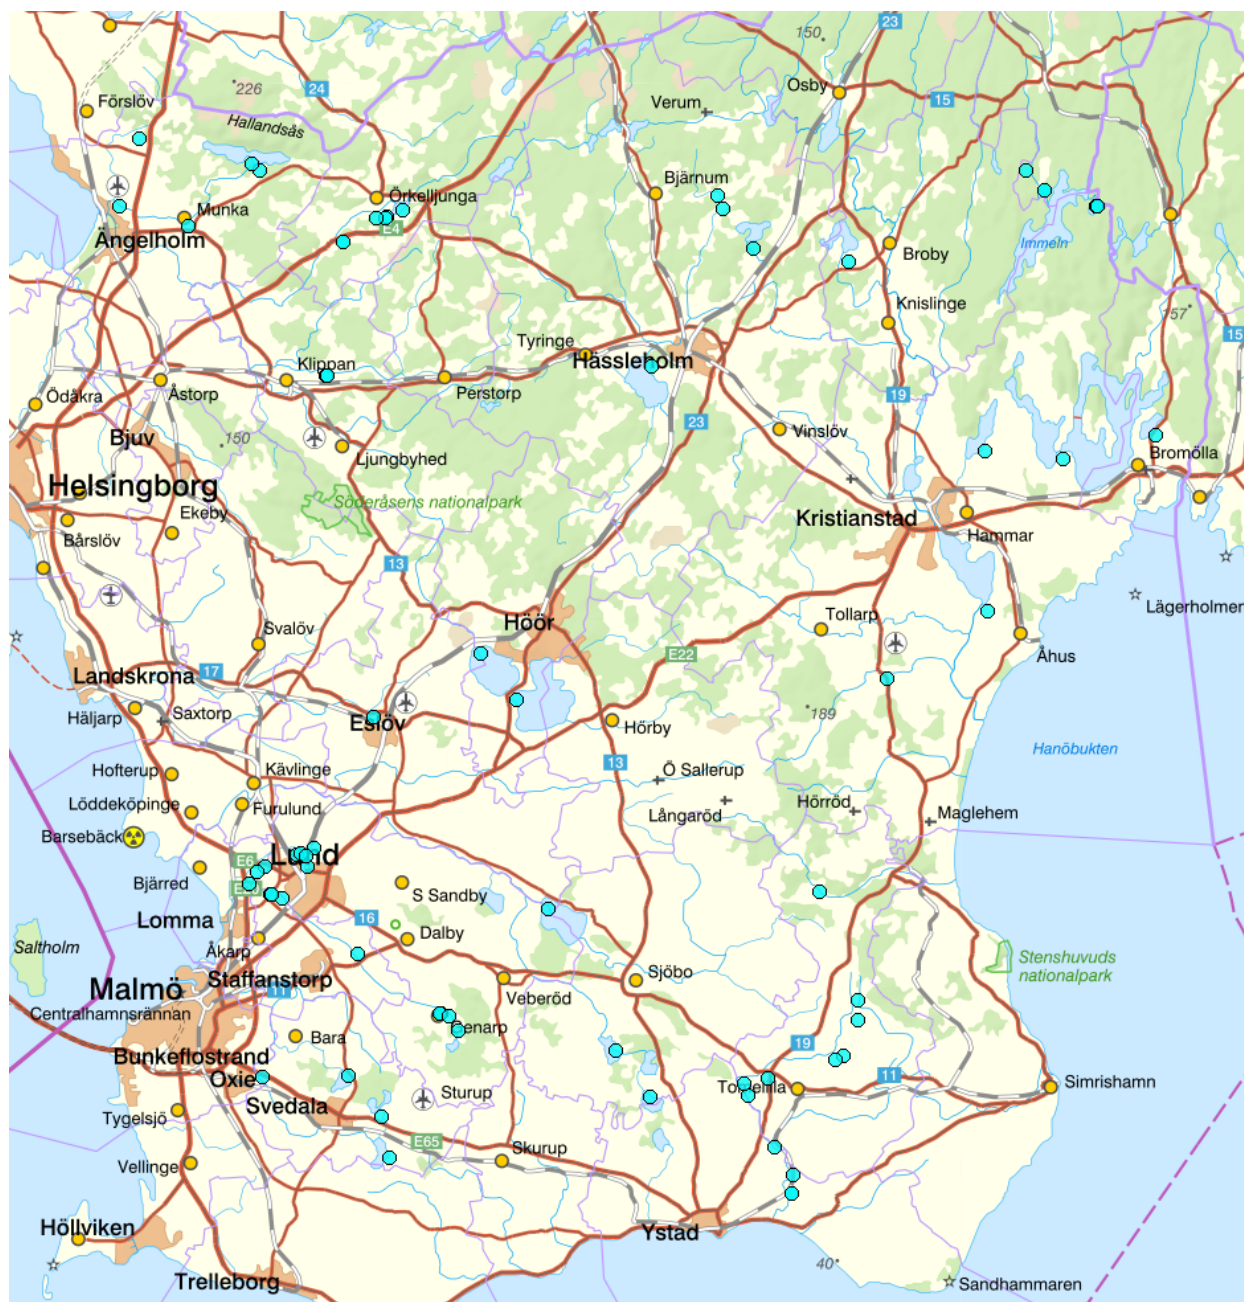 150
23
Osby
24
226
Förslöv
Hallandsås
Verum
15
Bjärnum
Örkelljunga
Munka
E4
Ängelholm
Broby
Immeln
Knislinge
157
15
Tyringe
Hässleholm
Klippan
Perstorp
Åstorp
Ödåkra
19
23
Bjuv
150
Vinslöv
Ljungbyhed
Bromölla
Helsingborg
Söderåsens nationalpark
Kristianstad
Ekeby
Hammar
Bårslöv
13
Lägerholmen
Tollarp
Höör
Svalöv
E22
Åhus
17
Landskrona
Saxtorp
Häljarp
Eslöv
Hörby
189
Hanöbukten
Hofterup
Kävlinge
13
Ö Sallerup
Löddeköpinge
Furulund
Långaröd
Hörröd
Maglehem
Barsebäck
E6
Lund
Bjärred
S Sandby
Lomma
16
Dalby
Saltholm
Åkarp
Stenshuvuds
nationalpark
Staffanstorp
Sjöbo
Malmö
11
Veberöd
Centralhamnsrännan
Bara
Genarp
19
Bunkeflostrand
Oxie
11
Simrishamn
Tomelilla
Svedala
Sturup
Tygelsjö
E65
Skurup
Vellinge
Höllviken
Ystad
40
Trelleborg
Sandhammaren